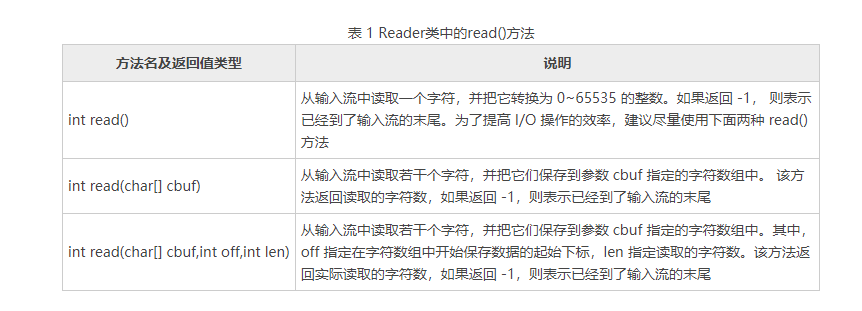 表 1 Reader类中的read()方法
方法名及返回值类型
说明
int read()
从输入流中读取一个字符，并把它转换为 0~65535 的整数。如果返回 -1， 则表示
已经到了输入流的末尾。为了提高 I/O 操作的效率，建议尽量使用下面两种 read()
方法
int read(char[] cbuf)
从输入流中读取若干个字符，并把它们保存到参数 cbuf 指定的字符数组中。 该方
法返回读取的字符数，如果返回 -1，则表示已经到了输入流的末尾
int read(char[] cbuf,int off,int len)
从输入流中读取若干个字符，并把它们保存到参数 cbuf 指定的字符数组中。其中，
off 指定在字符数组中开始保存数据的起始下标，len 指定读取的字符数。该方法返
回实际读取的字符数，如果返回 -1，则表示已经到了输入流的末尾